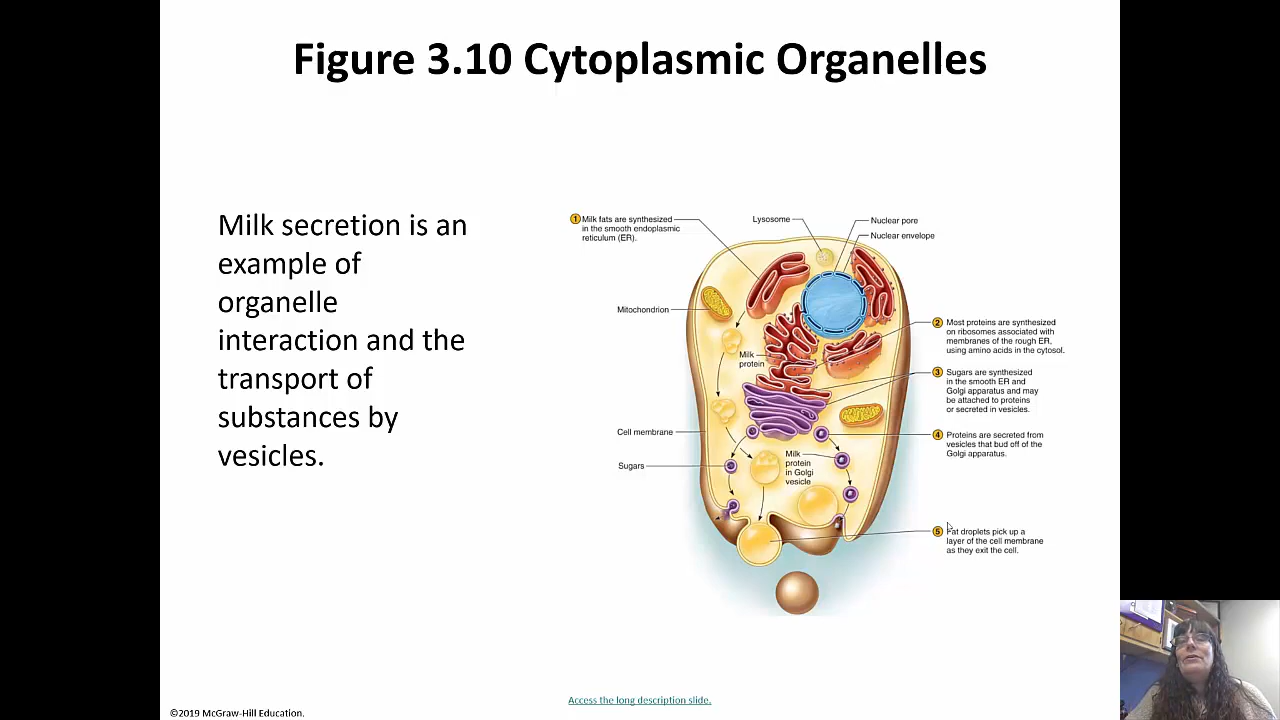 Figure 3.10 Cytoplasmic Organelles
Milk secretion is an
example of
organelle
interaction and the
transport of
substances by
vesicles.
1 Milk fats are synthesized
in the smooth endoplasmic
reticulum (ER).
Lysosome
Nuclear pore
Nuclear envelope
Mitochondrion
2 Most proteins are synthesized
on ribosomes associated with
membranes of the rough ER,
using amino acids in the cytosol.
Milk
protein
3 Sugars are synthesized
in the smooth ER and
Golgi apparatus and may
be attached to proteins
or secreted in vesicles.
Cell membrane
4 Proteins are secreted from
vesicles that bud off of the
Golgi apparatus.
Sugars
Milk
protein
in Golgi
vesicle
5 Fat droplets pick up a
layer of the cell membrane
as they exit the cell.
Access the long description slide.
©2019 McGraw-Hill Education.